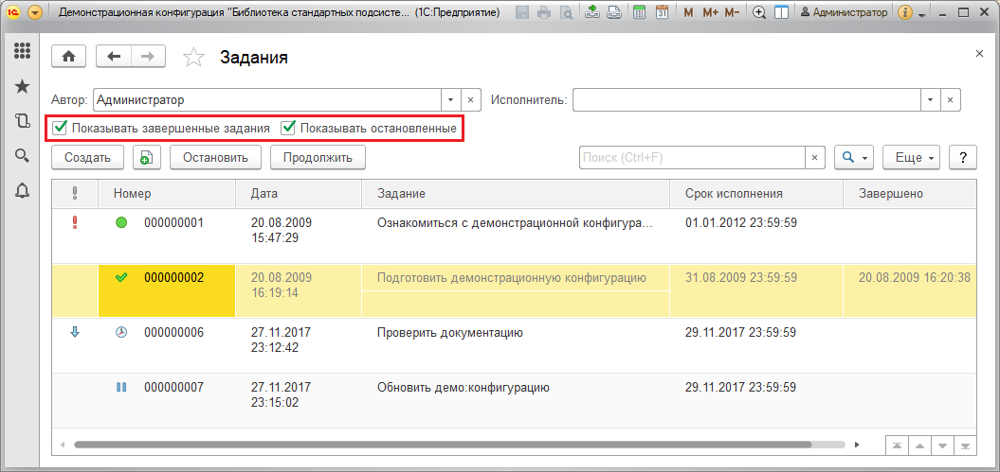 Демонстрационная конфигурация "Библиотека стандартных подсисте... (1С:Предприятие) M M+ M- Администратор
Задания
Автор: Администратор Исполнитель:
Показывать завершенные задания Показывать остановленные
Создать Остановить Продолжить Поиск (Ctrl+F) Еще ?
Номер Дата Задание Срок исполнения Завершено
000000001 20.08.2009 Ознакомиться с демонстрационной конфигура... 01.01.2012 23:59:59
15:47:29
000000002 20.08.2009 Подготовить демонстрационную конфигурацию 31.08.2009 23:59:59 20.08.2009 16:20:38
16:19:14
000000006 27.11.2017 Проверить документацию 29.11.2017 23:59:59
23:12:42
000000007 27.11.2017 Обновить демо:конфигурацию 29.11.2017 23:59:59
23:15:02